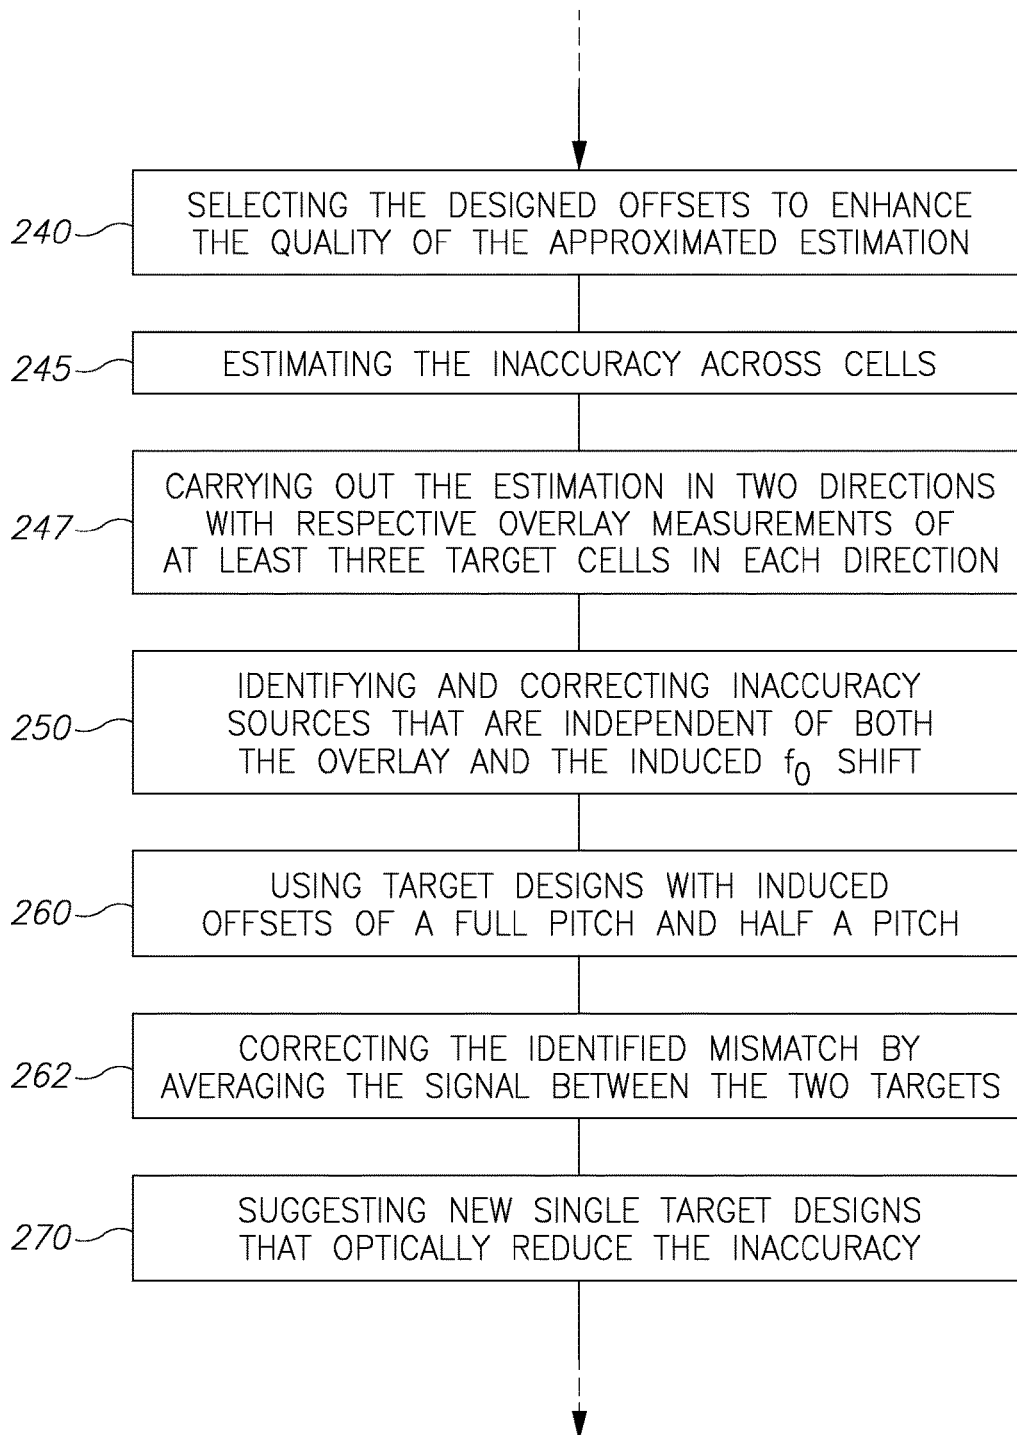 240
SELECTING THE DESIGNED OFFSETS TO ENHANCE
THE QUALITY OF THE APPROXIMATED ESTIMATION
245
ESTIMATING THE INACCURACY ACROSS CELLS
247
CARRYING OUT THE ESTIMATION IN TWO DIRECTIONS
WITH RESPECTIVE OVERLAY MEASUREMENTS OF
AT LEAST THREE TARGET CELLS IN EACH DIRECTION
250
IDENTIFYING AND CORRECTING INACCURACY
SOURCES THAT ARE INDEPENDENT OF BOTH
THE OVERLAY AND THE INDUCED f0 SHIFT
260
USING TARGET DESIGNS WITH INDUCED
OFFSETS OF A FULL PITCH AND HALF A PITCH
262
CORRECTING THE IDENTIFIED MISMATCH BY
AVERAGING THE SIGNAL BETWEEN THE TWO TARGETS
270
SUGGESTING NEW SINGLE TARGET DESIGNS
THAT OPTICALLY REDUCE THE INACCURACY